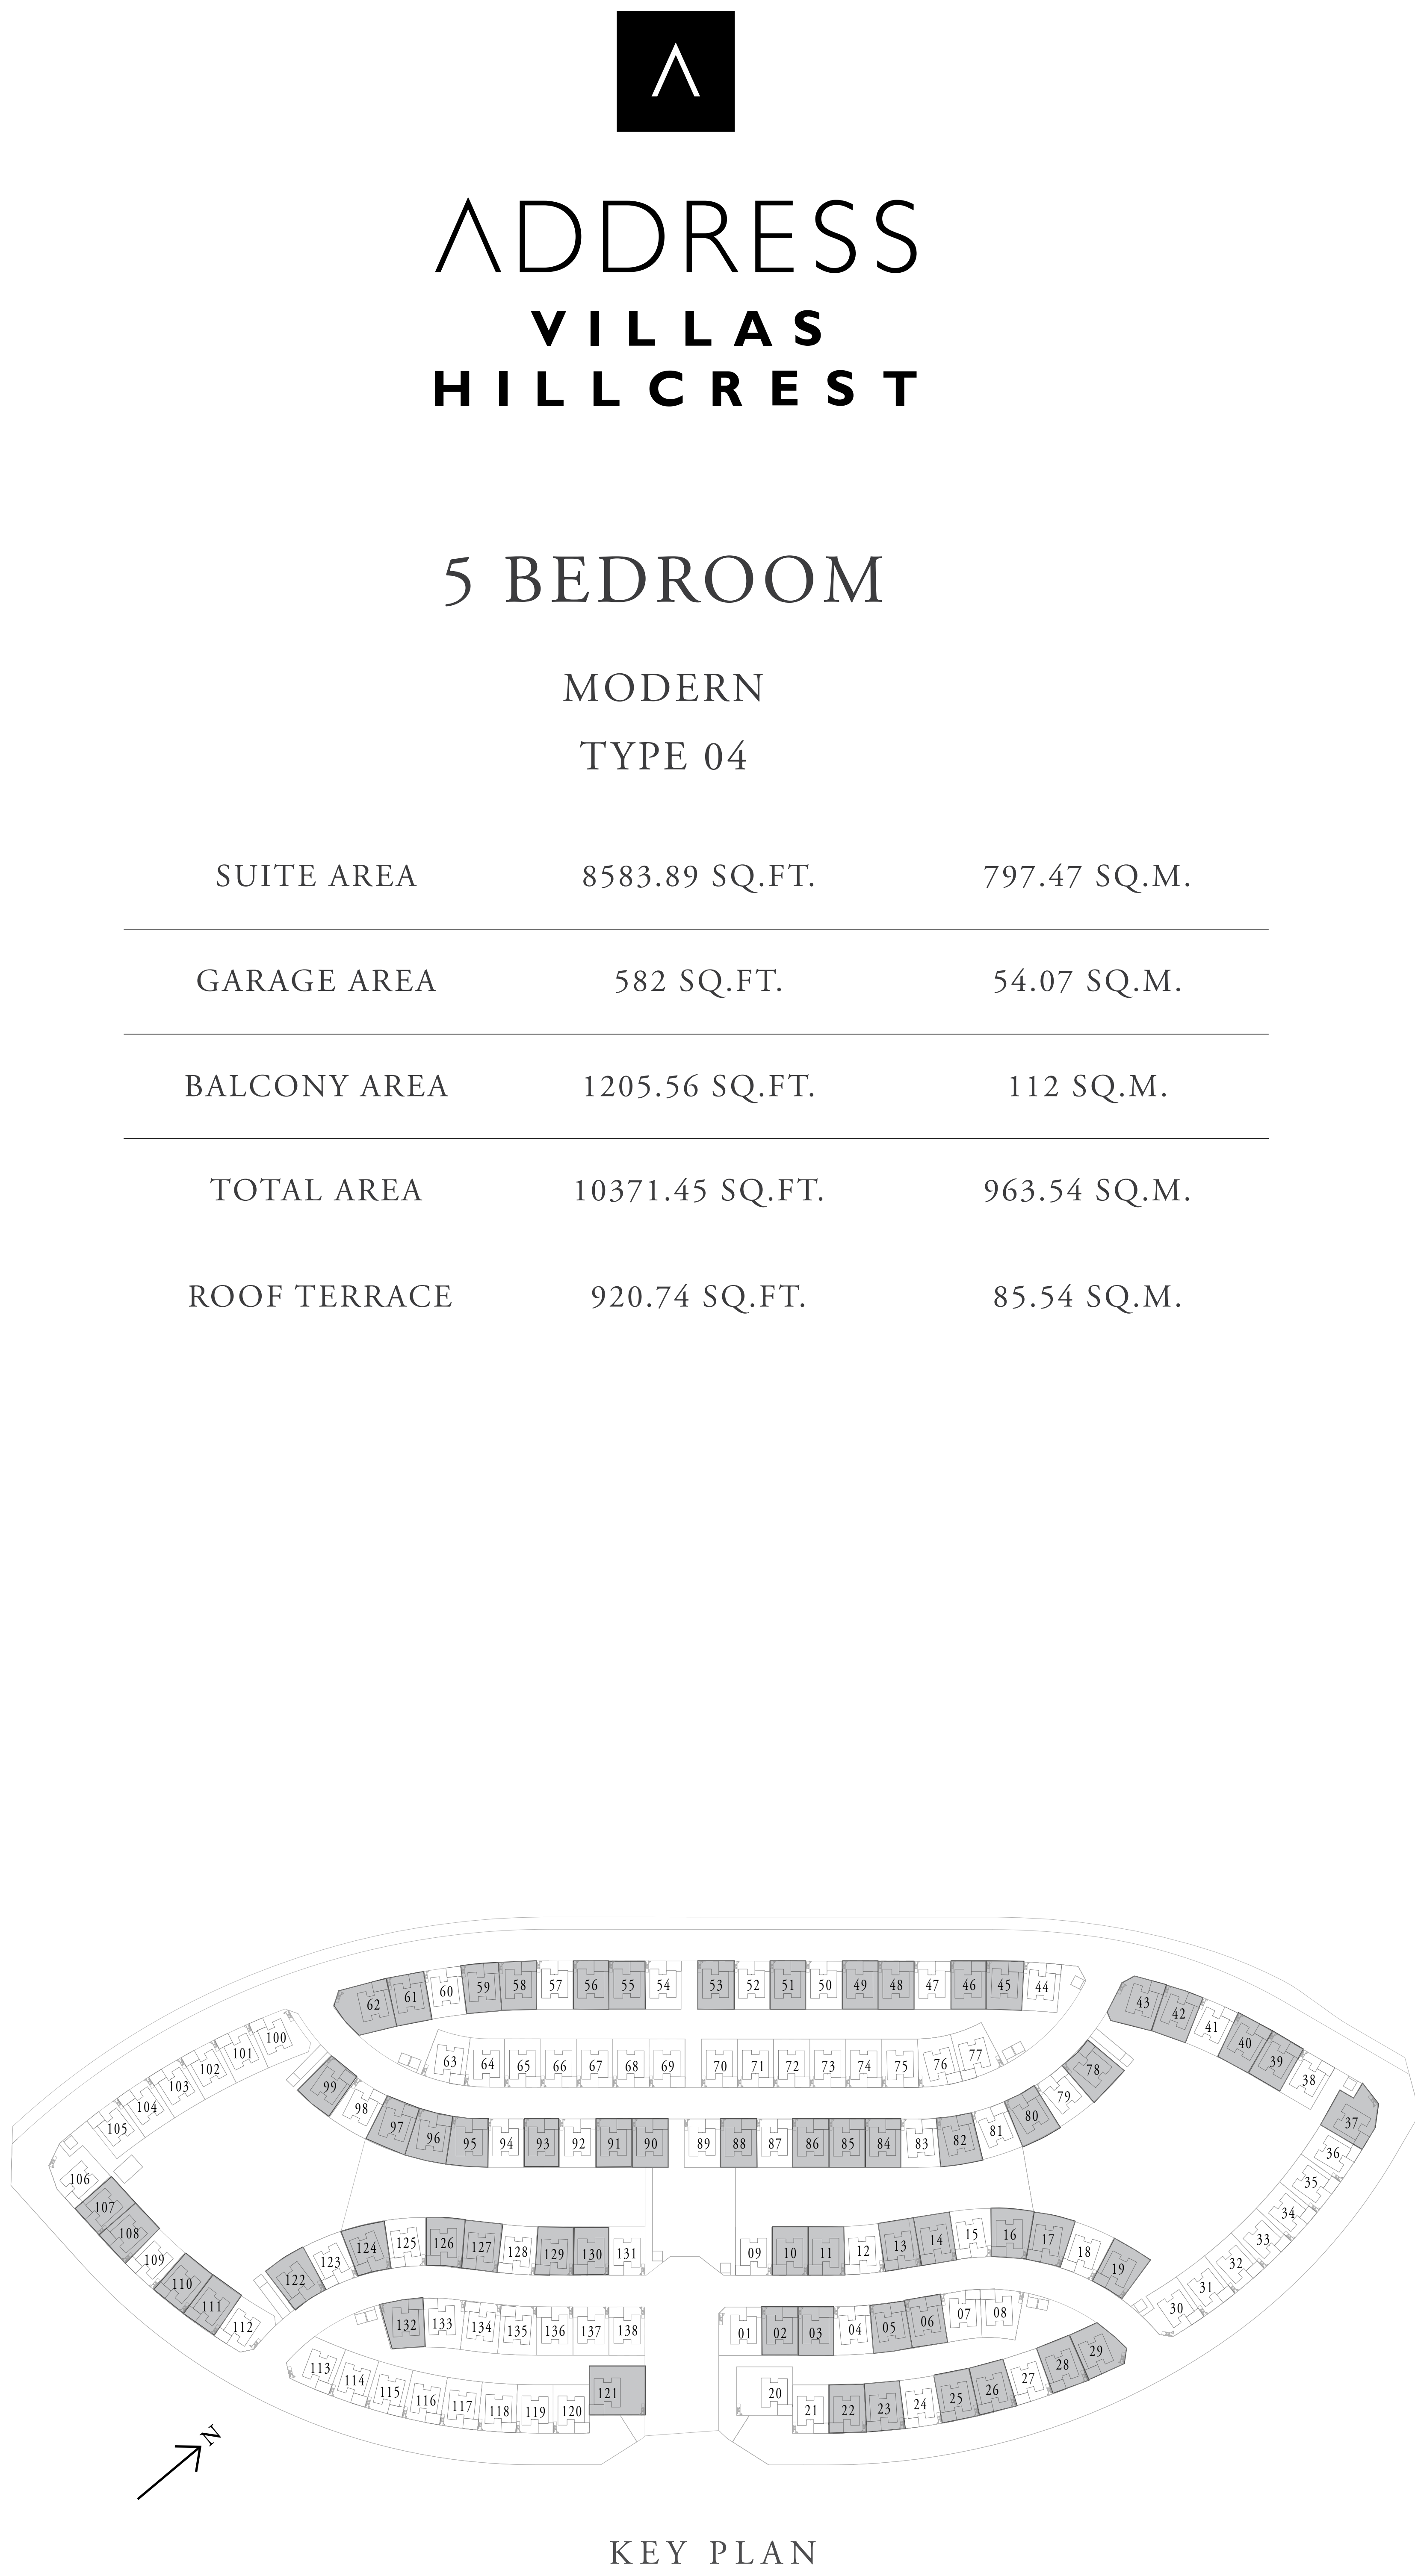 ADDRESS
VILLAS
HILLCREST
5 BEDROOM
MODERN
TYPE 04
SUITE AREA 8583.89 SQ.FT. 797.47 SQ.M.
GARAGE AREA 582 SQ.FT. 54.07 SQ.M.
BALCONY AREA 1205.56 SQ.FT. 112 SQ.M.
TOTAL AREA 10371.45 SQ.FT. 963.54 SQ.M.
ROOF TERRACE 920.74 SQ.FT. 85.54 SQ.M.
62 61 60 59 58 57 56 55 54 53 52 51 50 49 48 47 46 45 44
43 42 41 40 39 38
105 104 103 102 101 100
63 64 65 66 67 68 69 70 71 72 73 74 75 76 77
99 98 97 96 95 94 93 92 91 90 89 88 87 86 85 84 83 82 81 80 79 78
37 36 35 34 33 32 31 30
106 107 108 109 110 111 112
122 123 124 125 126 127 128 129 130 131 09 10 11 12 13 14 15 16 17 18 19
132 133 134 135 136 137 138 01 02 03 04 05 06 07 08
113 114 115 116 117 118 119 120 121 20 21 22 23 24 25 26 27 28 29
N
KEY PLAN